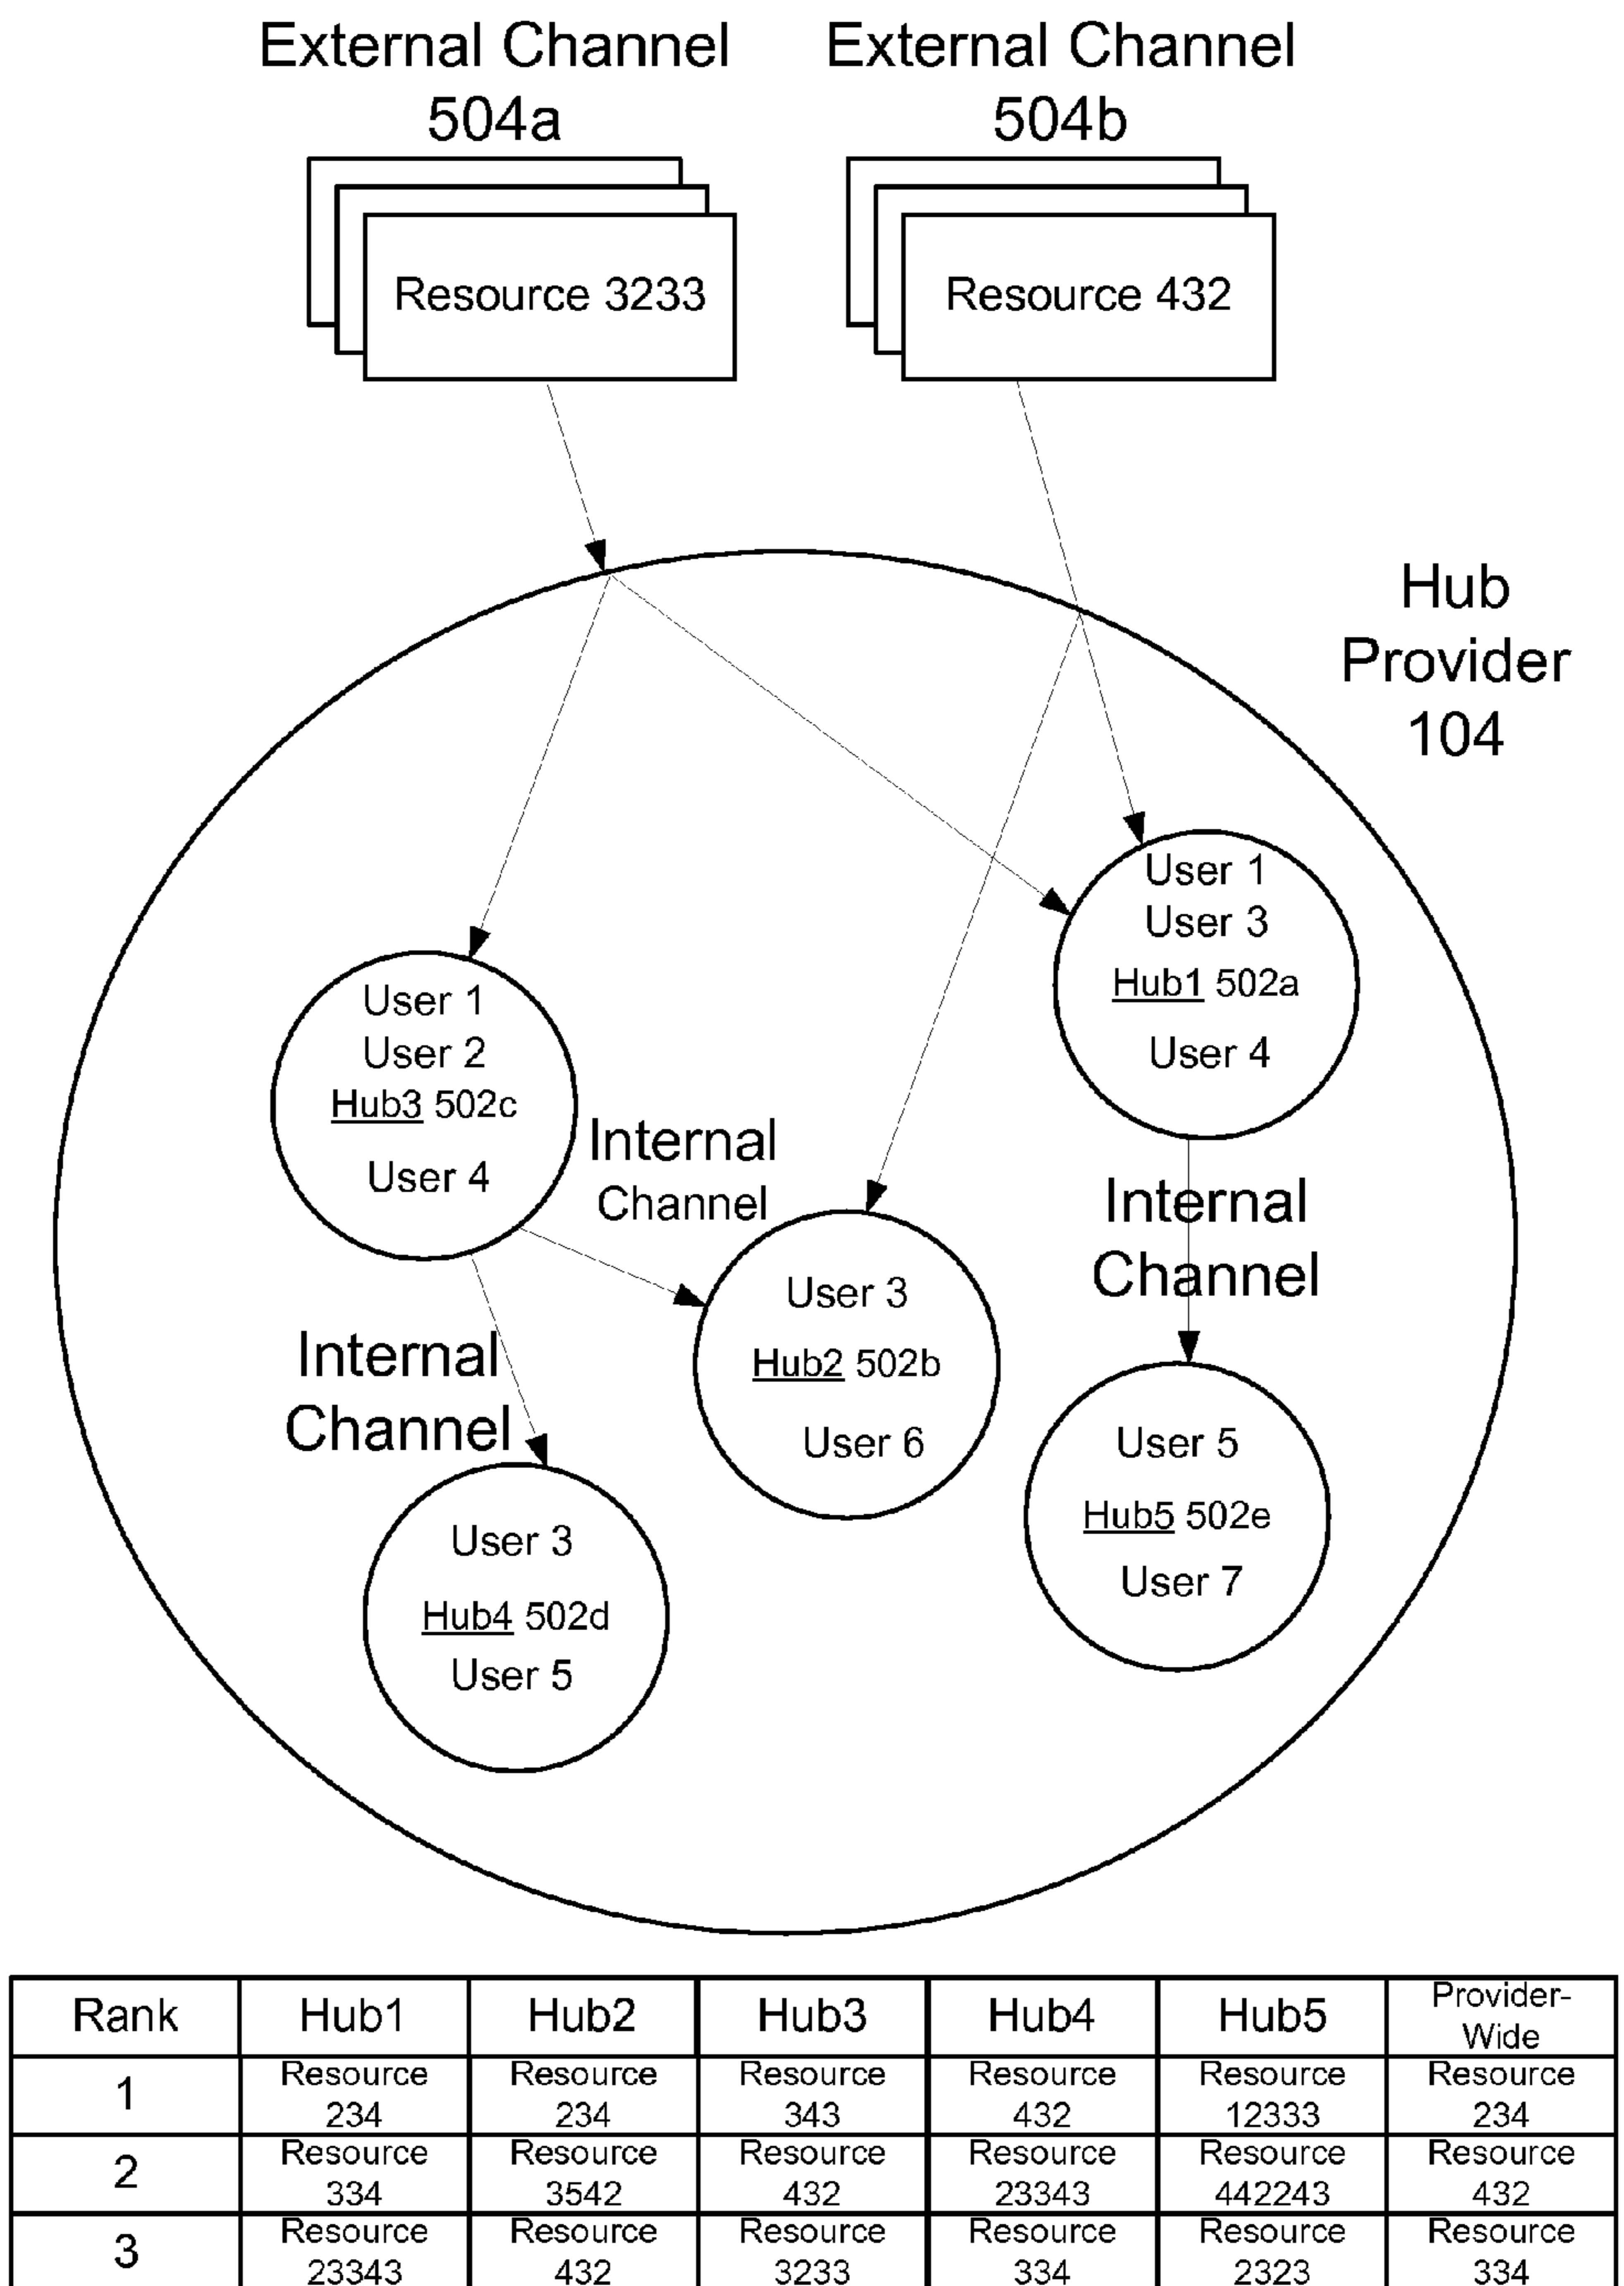 External Channel
504a
External Channel
504b
Resource 3233
Resource 432
Hub
Provider
104
User 1
User 3
Hub1 502a
User 4
User 1
User 2
Hub3 502c
User 4
Internal
Channel
Internal
Channel
User 3
Hub2 502b
User 6
Internal
Channel
User 5
Hub5 502e
User 7
User 3
Hub4 502d
User 5
Rank Hub1 Hub2 Hub3 Hub4 Hub5 Provider-
Wide
1 Resource Resource Resource Resource Resource Resource
234 234 343 432 12333 234
2 Resource Resource Resource Resource Resource Resource
334 3542 432 23343 442243 432
3 Resource Resource Resource Resource Resource Resource
23343 432 3233 334 2323 334